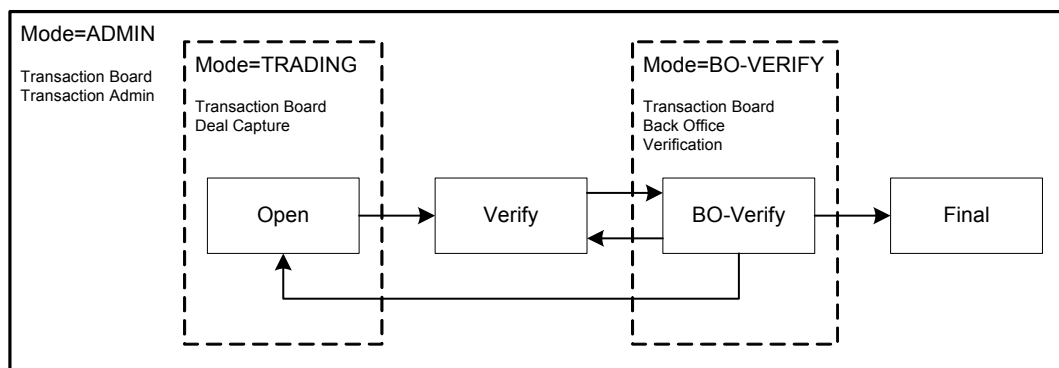 Mode=ADMIN
Transaction Board
Transaction Admin
Mode=TRADING
Transaction Board
Deal Capture
Mode=BO-VERIFY
Transaction Board
Back Office
Verification
Open
Verify
BO-Verify
Final